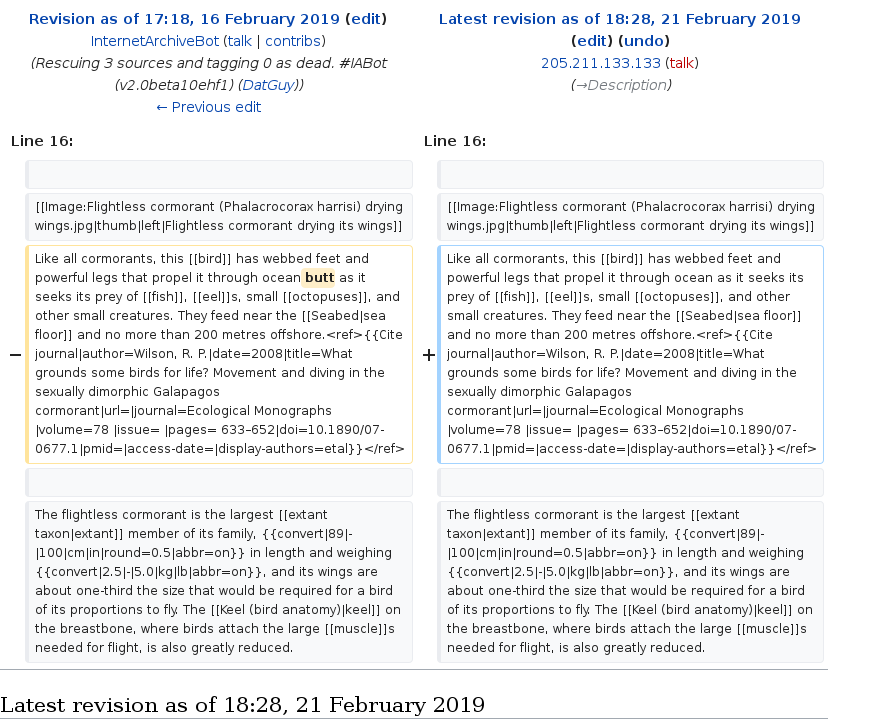 Revision as of 17:18, 16 February 2019 (edit)
InternetArchiveBot (talk | contribs)
(Rescuing 3 sources and tagging 0 as dead. #IABot
(v2.0beta10ehf1) (DatGuy))
← Previous edit
Latest revision as of 18:28, 21 February 2019
(edit) (undo)
205.211.133.133 (talk)
(→Description)
Line 16:
Line 16:
[[Image:Flightless cormorant (Phalacrocorax harrisi) drying
wings.jpg|thumb|left|Flightless cormorant drying its wings]]
[[Image:Flightless cormorant (Phalacrocorax harrisi) drying
wings.jpg|thumb|left|Flightless cormorant drying its wings]]
−
Like all cormorants, this [[bird]] has webbed feet and
powerful legs that propel it through ocean butt as it
seeks its prey of [[fish]], [[eel]]s, small [[octopuses]], and
other small creatures. They feed near the [[Seabed|sea
floor]] and no more than 200 metres offshore.<ref>{{Cite
journal|author=Wilson, R. P.|date=2008|title=What
grounds some birds for life? Movement and diving in the
sexually dimorphic Galapagos
cormorant|url=|journal=Ecological Monographs
|volume=78 |issue= |pages= 633–652|doi=10.1890/07-
0677.1|pmid=|access-date=|display-authors=etal}}</ref>
+
Like all cormorants, this [[bird]] has webbed feet and
powerful legs that propel it through ocean as it seeks its
prey of [[fish]], [[eel]]s, small [[octopuses]], and other
small creatures. They feed near the [[Seabed|sea floor]]
and no more than 200 metres offshore.<ref>{{Cite
journal|author=Wilson, R. P.|date=2008|title=What
grounds some birds for life? Movement and diving in the
sexually dimorphic Galapagos
cormorant|url=|journal=Ecological Monographs
|volume=78 |issue= |pages= 633–652|doi=10.1890/07-
0677.1|pmid=|access-date=|display-authors=etal}}</ref>
The flightless cormorant is the largest [[extant
taxon|extant]] member of its family, {{convert|89|-
|100|cm|in|round=0.5|abbr=on}} in length and weighing
{{convert|2.5|-|5.0|kg|lb|abbr=on}}, and its wings are
about one-third the size that would be required for a bird
of its proportions to fly. The [[Keel (bird anatomy)|keel]] on
the breastbone, where birds attach the large [[muscle]]s
needed for flight, is also greatly reduced.
The flightless cormorant is the largest [[extant
taxon|extant]] member of its family, {{convert|89|-
|100|cm|in|round=0.5|abbr=on}} in length and weighing
{{convert|2.5|-|5.0|kg|lb|abbr=on}}, and its wings are
about one-third the size that would be required for a bird
of its proportions to fly. The [[Keel (bird anatomy)|keel]] on
the breastbone, where birds attach the large [[muscle]]s
needed for flight, is also greatly reduced.
Latest revision as of 18:28, 21 February 2019